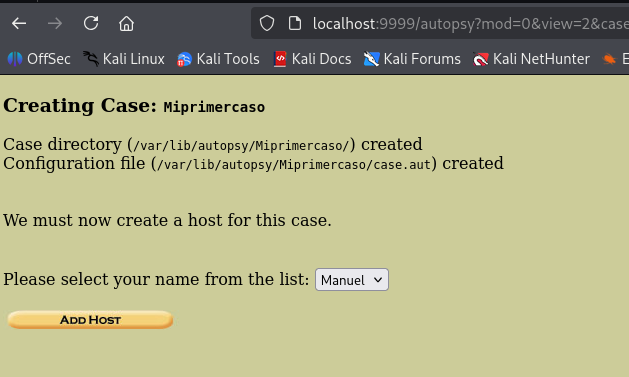 localhost:9999/autopsy?mod=0&view=2&case
OffSec Kali Linux Kali Tools Kali Docs Kali Forums Kali NetHunter E
Creating Case: Miprimercaso
Case directory (/var/lib/autopsy/Miprimercaso/) created
Configuration file (/var/lib/autopsy/Miprimercaso/case.aut) created
We must now create a host for this case.
Please select your name from the list: Manuel
ADD HOST